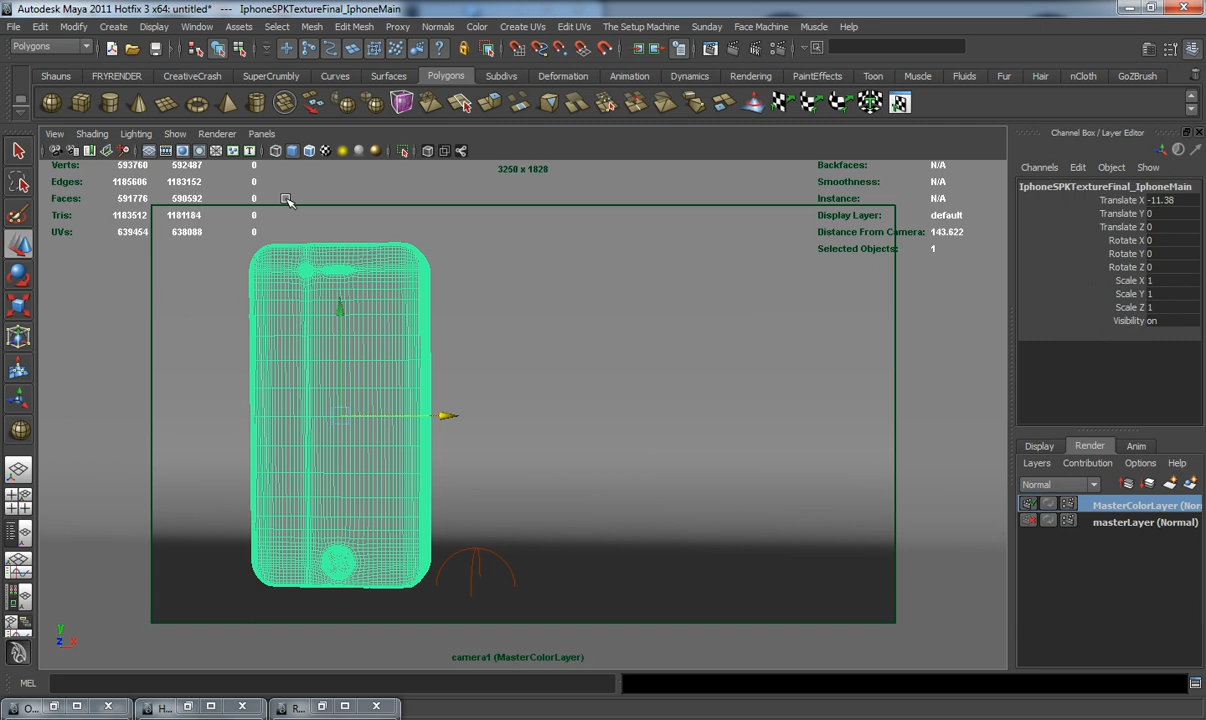 Autodesk Maya 2011 Hotfix 3 x64: untitled* --- IphoneSPKTextureFinal_IphoneMain
File Edit Modify Create Display Window Assets Select Mesh Edit Mesh Proxy Normals Color Create UVs Edit UVs The Setup Machine Sunday Face Machine Muscle Help
Polygons
Shauns FRYRENDER CreativeCrash SuperCrumbly Curves Surfaces Polygons Subdivs Deformation Animation Dynamics Rendering PaintEffects Toon Muscle Fluids Fur Hair nCloth GoZBrush
View Shading Lighting Show Renderer Panels
Channel Box / Layer Editor
Channels Edit Object Show
Verts: 593760 592487 0
Edges: 1185606 1183152 0
Faces: 591776 590592 0
Tris: 1183512 1181184 0
UVs: 639454 638088 0
3250 x 1828
Backfaces: N/A
Smoothness: N/A
Instance: N/A
Display Layer: default
Distance From Camera: 143.622
Selected Objects: 1
IphoneSPKTextureFinal_IphoneMain
Translate X -11.38
Translate Y 0
Translate Z 0
Rotate X 0
Rotate Y 0
Rotate Z 0
Scale X 1
Scale Y 1
Scale Z 1
Visibility on
Display Render Anim
Layers Contribution Options Help
Normal
MasterColorLayer (Nor
masterLayer (Normal)
y
z x
camera1 (MasterColorLayer)
MEL
O... H... R...